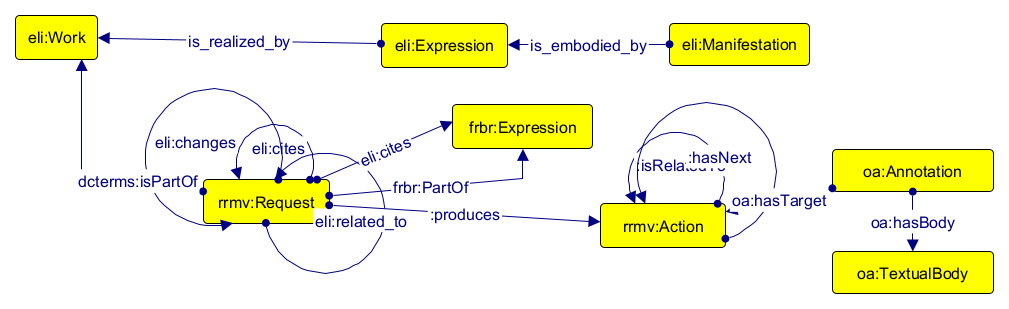 eli:Work
is_realized_by
eli:Expression
is_embodied_by
eli:Manifestation
frbr:Expression
eli:changes
eli:cites
eli:cites
:hasNext
oa:Annotation
dcterms:isPartOf
frbr:PartOf
rrmv:Request
oa:hasTarget
:produces
eli:related_to
oa:hasBody
rrmv:Action
oa:TextualBody